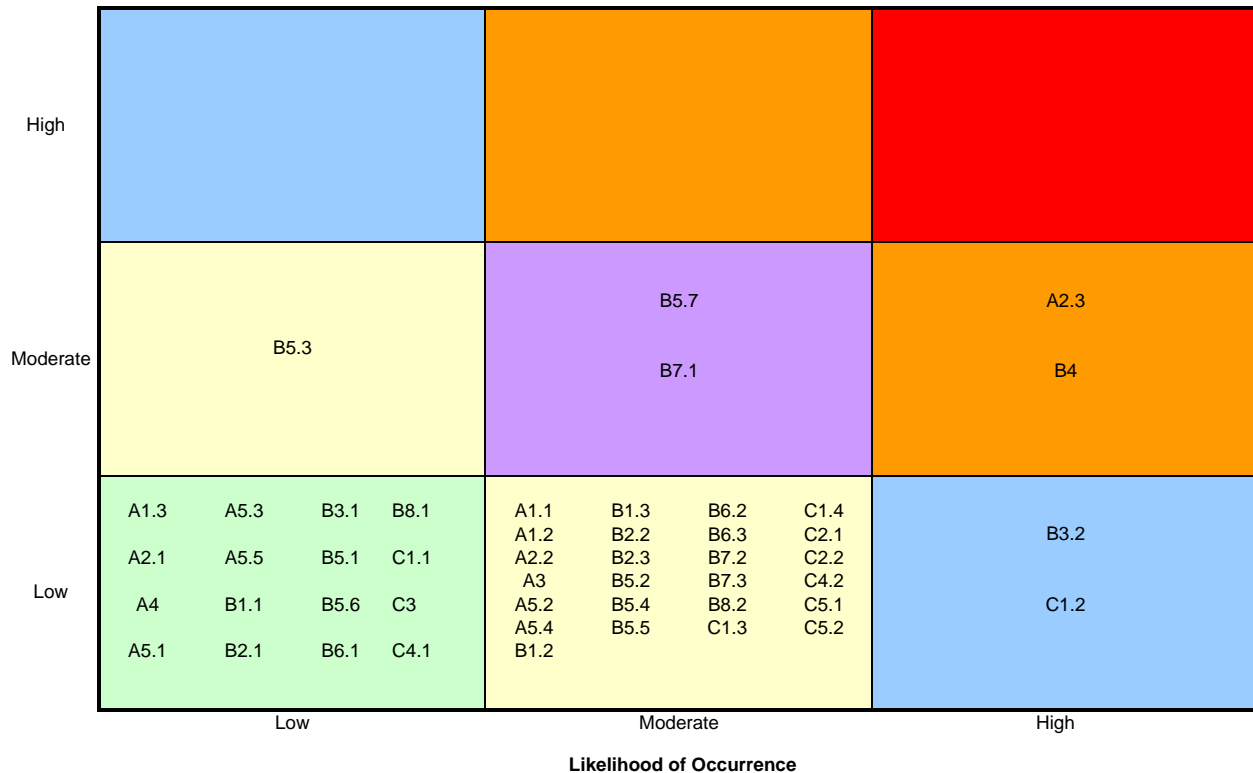 High
Moderate
B5.3
B5.7
B7.1
A2.3
B4
Low
A1.3 A5.3 B3.1 B8.1
A2.1 A5.5 B5.1 C1.1
A4 B1.1 B5.6 C3
A5.1 B2.1 B6.1 C4.1
A1.1 B1.3 B6.2 C1.4
A1.2 B2.2 B6.3 C2.1
A2.2 B2.3 B7.2 C2.2
A3 B5.2 B7.3 C4.2
A5.2 B5.4 B8.2 C5.1
A5.4 B5.5 C1.3 C5.2
B1.2
B3.2
C1.2
Low Moderate High
Likelihood of Occurrence